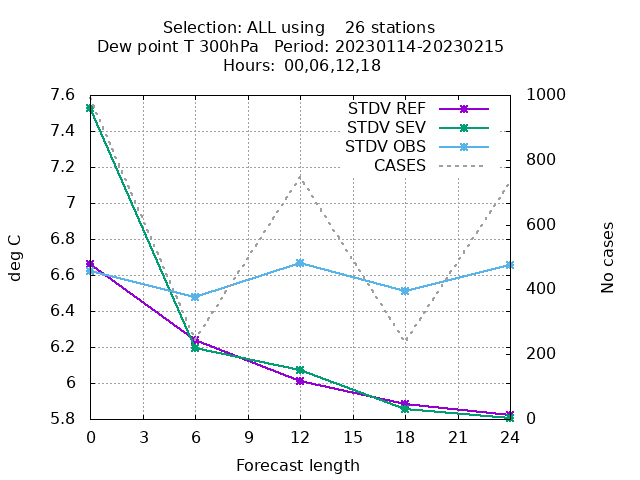 Selection: ALL using    26 stations
Dew point T 300hPa   Period: 20230114-20230215
Hours: 00,06,12,18
7.6
7.4
7.2
7
6.8
6.6
6.4
6.2
6
5.8
deg C
STDV REF
STDV SEV
STDV OBS
CASES
1000
800
600
400
200
0
No cases
0 3 6 9 12 15 18 21 24
Forecast length